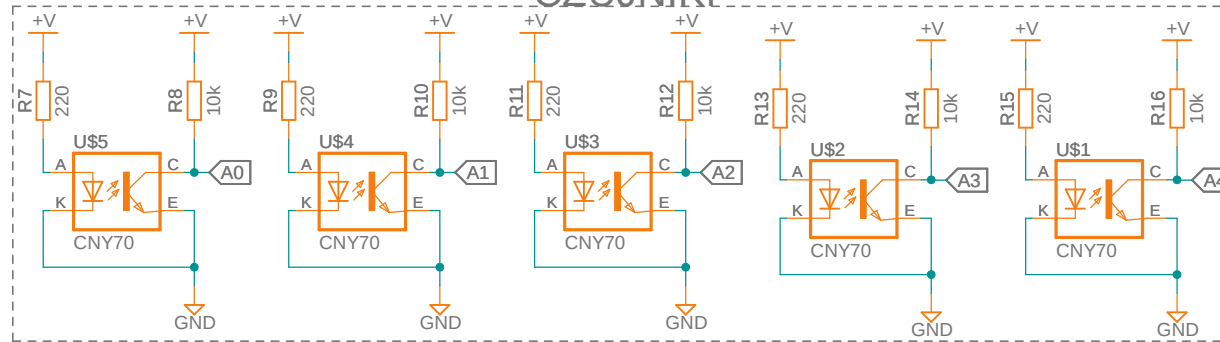 +V +V +V +V +V +V +V +V +V +V
R7 220 R8 10k R9 220 R10 10k R11 220 R12 10k R13 220 R14 10k R15 220 R16 10k
U$5 U$4 U$3 U$2 U$1
A C A0 A C A1 A C A2 A C A3 A C
K E K E K E K E K E
CNY70 CNY70 CNY70 CNY70 CNY70
GND GND GND GND GND